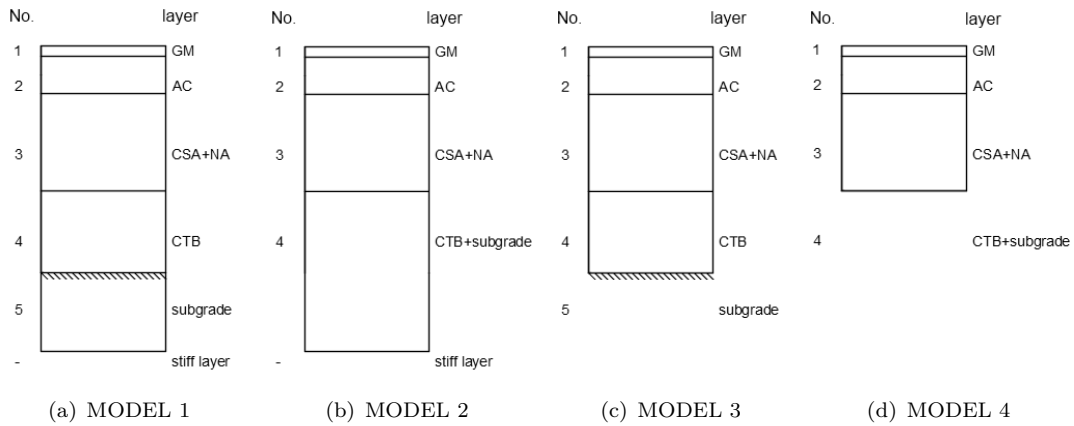 No. layer
1 GM
2 AC
3 CSA+NA
4 CTB
5 subgrade
- stiff layer
(a) MODEL 1
No. layer
1 GM
2 AC
3 CSA+NA
4 CTB+subgrade
- stiff layer
(b) MODEL 2
No. layer
1 GM
2 AC
3 CSA+NA
4 CTB
5 subgrade
(c) MODEL 3
No. layer
1 GM
2 AC
3 CSA+NA
4 CTB+subgrade
(d) MODEL 4